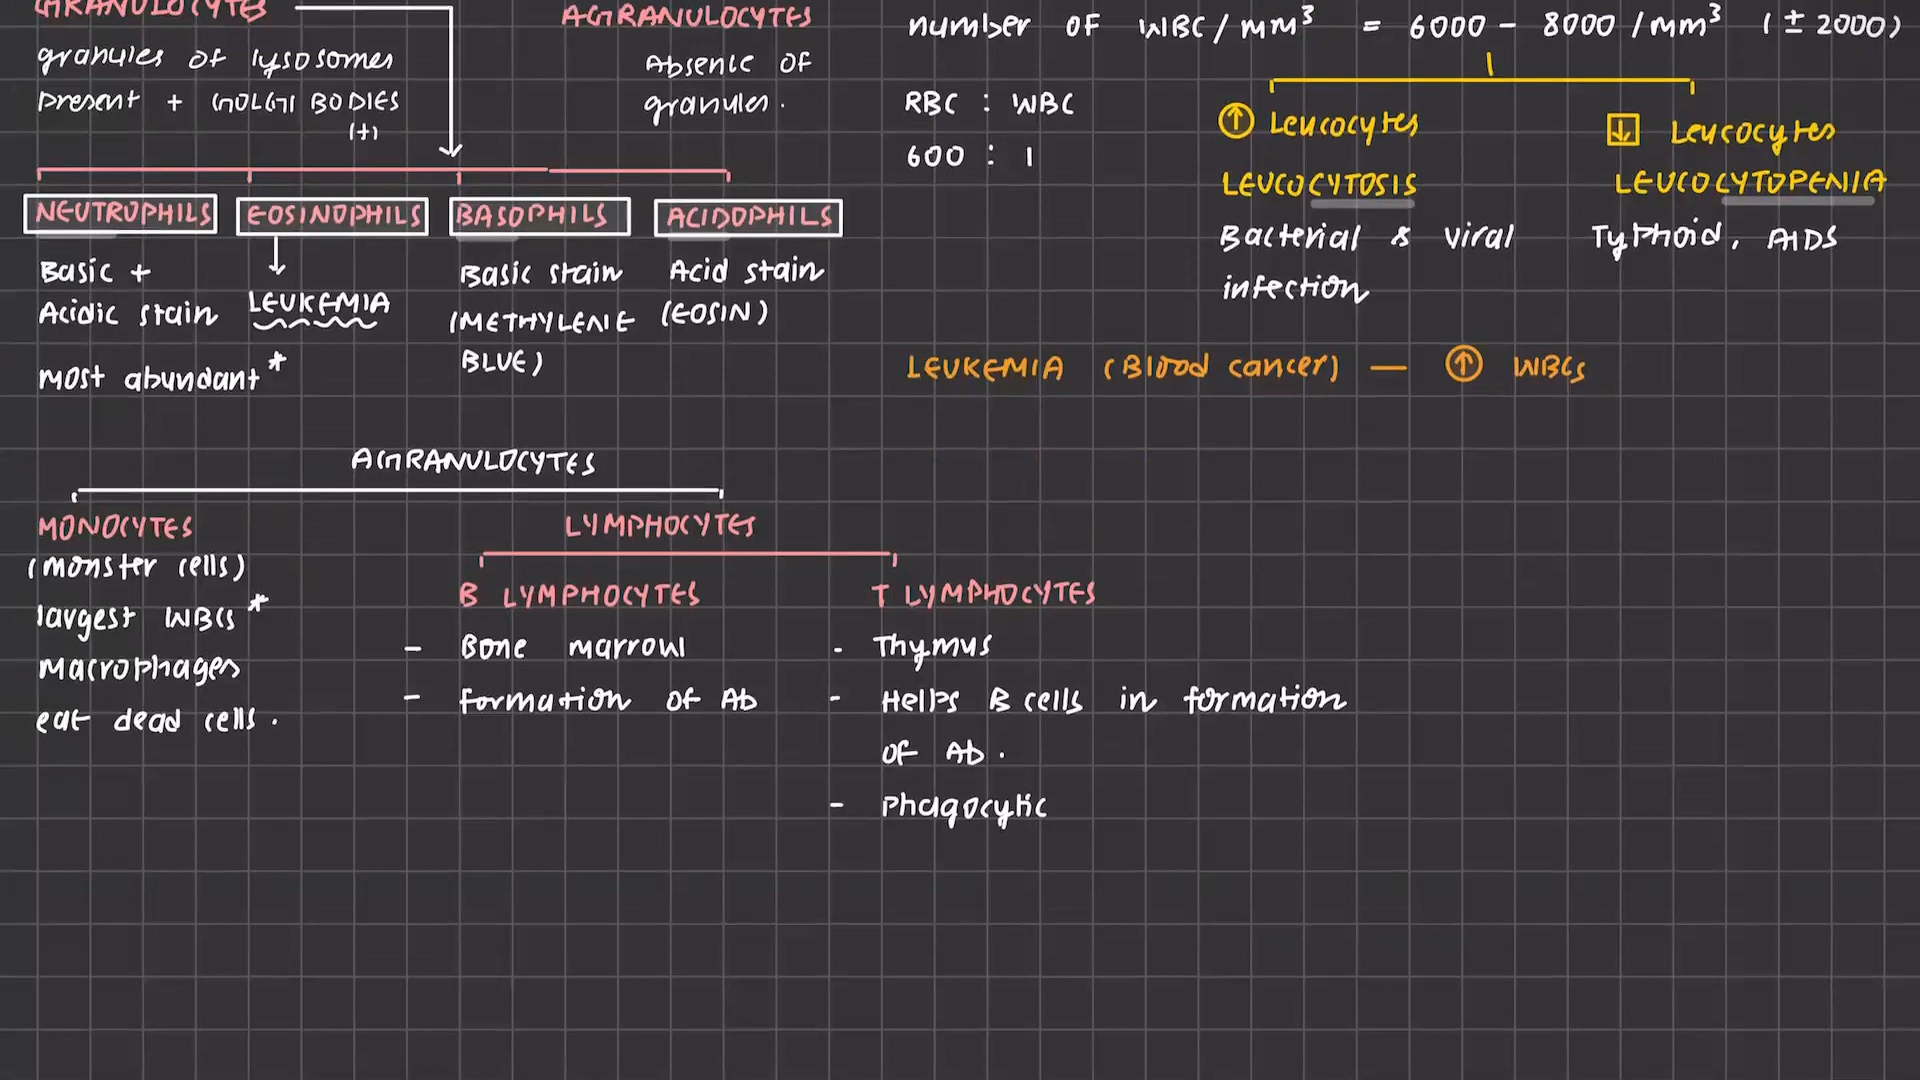 GRANULOCYTES
granules of lysosomes
present + GOLGI BODIES
(+)
AGRANULOCYTES
Absence of
granules.
number of WBC/mm³ = 6000 - 8000 /mm³ (± 2000)
RBC : WBC
600 : 1
↑ Leucocytes
LEUCOCYTOSIS
Bacterial & viral
infection
↓ Leucocytes
LEUCOCYTOPENIA
Typhoid, AIDS
NEUTROPHILS
Basic +
Acidic stain
most abundant*
EOSINOPHILS
LEUKEMIA
BASOPHILS
Basic stain
(METHYLENE
BLUE)
ACIDOPHILS
Acid stain
(EOSIN)
LEUKEMIA (Blood cancer) — ↑ WBCs
AGRANULOCYTES
MONOCYTES
(monster cells)
largest WBCs*
macrophages
eat dead cells.
LYMPHOCYTES
B LYMPHOCYTES
- Bone marrow
- formation of Ab
T LYMPHOCYTES
- Thymus
- Helps B cells in formation
of Ab.
- Phagocytic